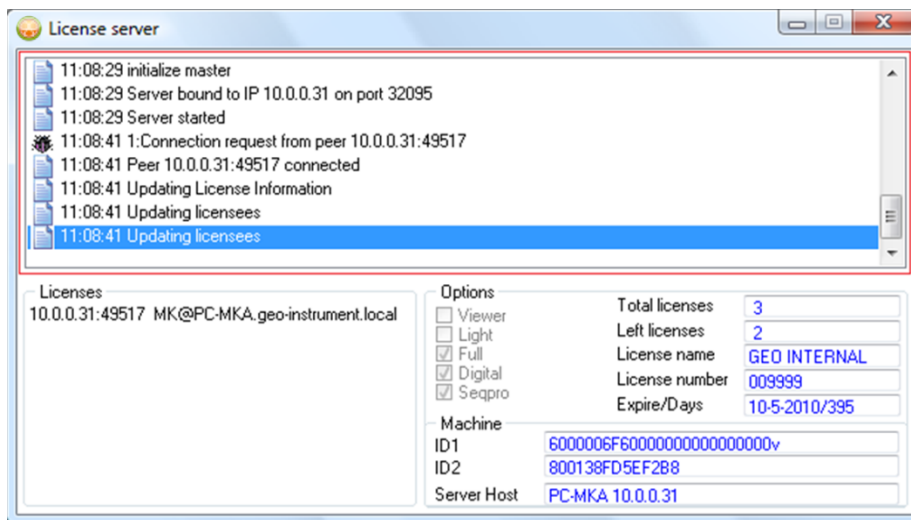 License server
11:08:29 initialize master
11:08:29 Server bound to IP 10.0.0.31 on port 32095
11:08:29 Server started
11:08:41 1:Connection request from peer 10.0.0.31:49517
11:08:41 Peer 10.0.0.31:49517 connected
11:08:41 Updating License Information
11:08:41 Updating licensees
11:08:41 Updating licensees
Licenses
10.0.0.31:49517 MK@PC-MKA.geo-instrument.local
Options
Viewer
Light
Full
Digital
Seqpro
Total licenses 3
Left licenses 2
License name GEO INTERNAL
License number 009999
Expire/Days 10-5-2010/395
Machine
ID1 6000006F60000000000000000v
ID2 800138FD5EF2B8
Server Host PC-MKA 10.0.0.31